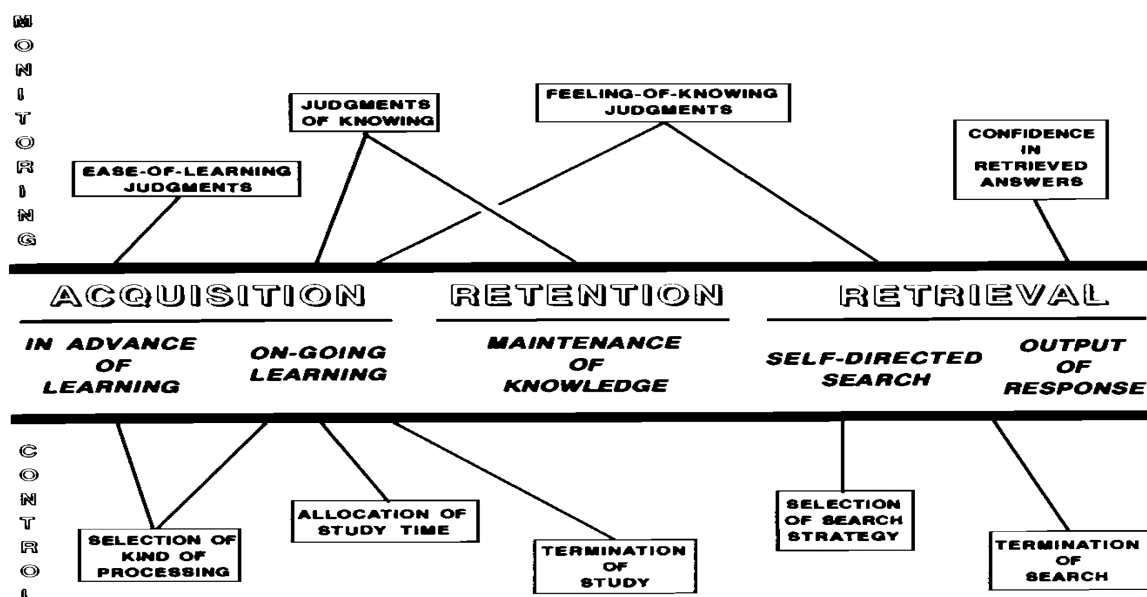 MONITORING
JUDGMENTS
OF KNOWING
FEELING-OF-KNOWING
JUDGMENTS
CONFIDENCE
IN
RETRIEVED
ANSWERS
EASE-OF-LEARNING
JUDGMENTS
ACQUISITION
RETENTION
RETRIEVAL
IN ADVANCE
OF
LEARNING
ON-GOING
LEARNING
MAINTENANCE
OF
KNOWLEDGE
SELF-DIRECTED
SEARCH
OUTPUT
OF
RESPONSE
CONTROL
SELECTION OF
KIND OF
PROCESSING
ALLOCATION OF
STUDY TIME
TERMINATION
OF
STUDY
SELECTION
OF SEARCH
STRATEGY
TERMINATION
OF
SEARCH